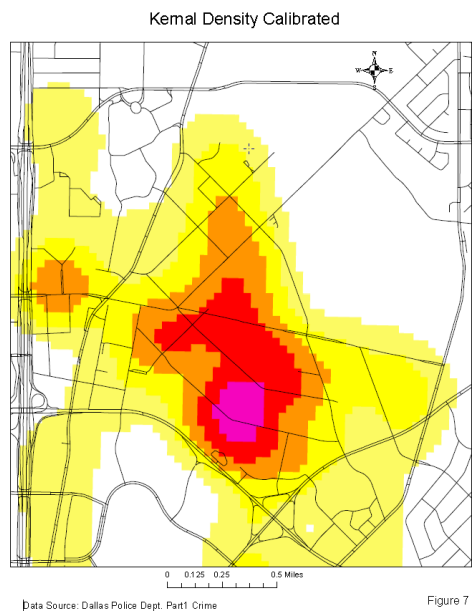 Kernal Density Calibrated
N
W
E
S
0 0.125 0.25 0.5 Miles
Data Source: Dallas Police Dept. Part1 Crime
Figure 7